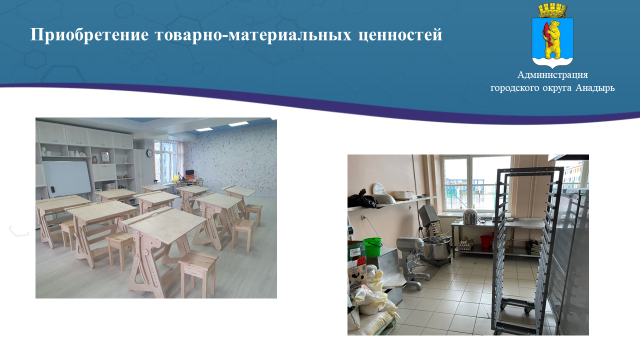 Приобретение товарно-материальных ценностей
Администрация
городского округа Анадырь